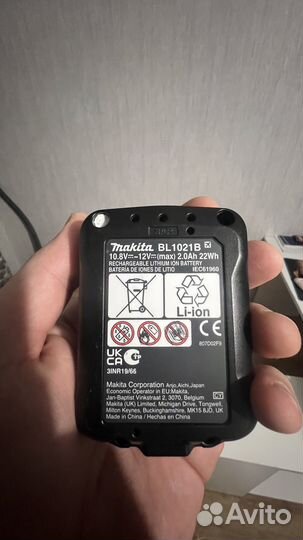 makita BL1021B
10.8V⎓ -12V⎓(max) 2.0Ah 22Wh
RECHARGEABLE LITHIUM ION BATTERY
BATERÍA DE IONES DE LITIO IEC61960
Li-ion
UK CA
CE
807D02F9
3INR19/66
Makita Corporation Anjo, Aichi, Japan
Economic Operator in EU: Makita,
Jan-Baptist Vinkstraat 2, 3070, Belgium
Makita (UK) Ltd., Michigan Drive, Tongwell,
Milton Keynes, Buckinghamshire, MK15 8JD, UK
Made in China / Hecho en China
Avito